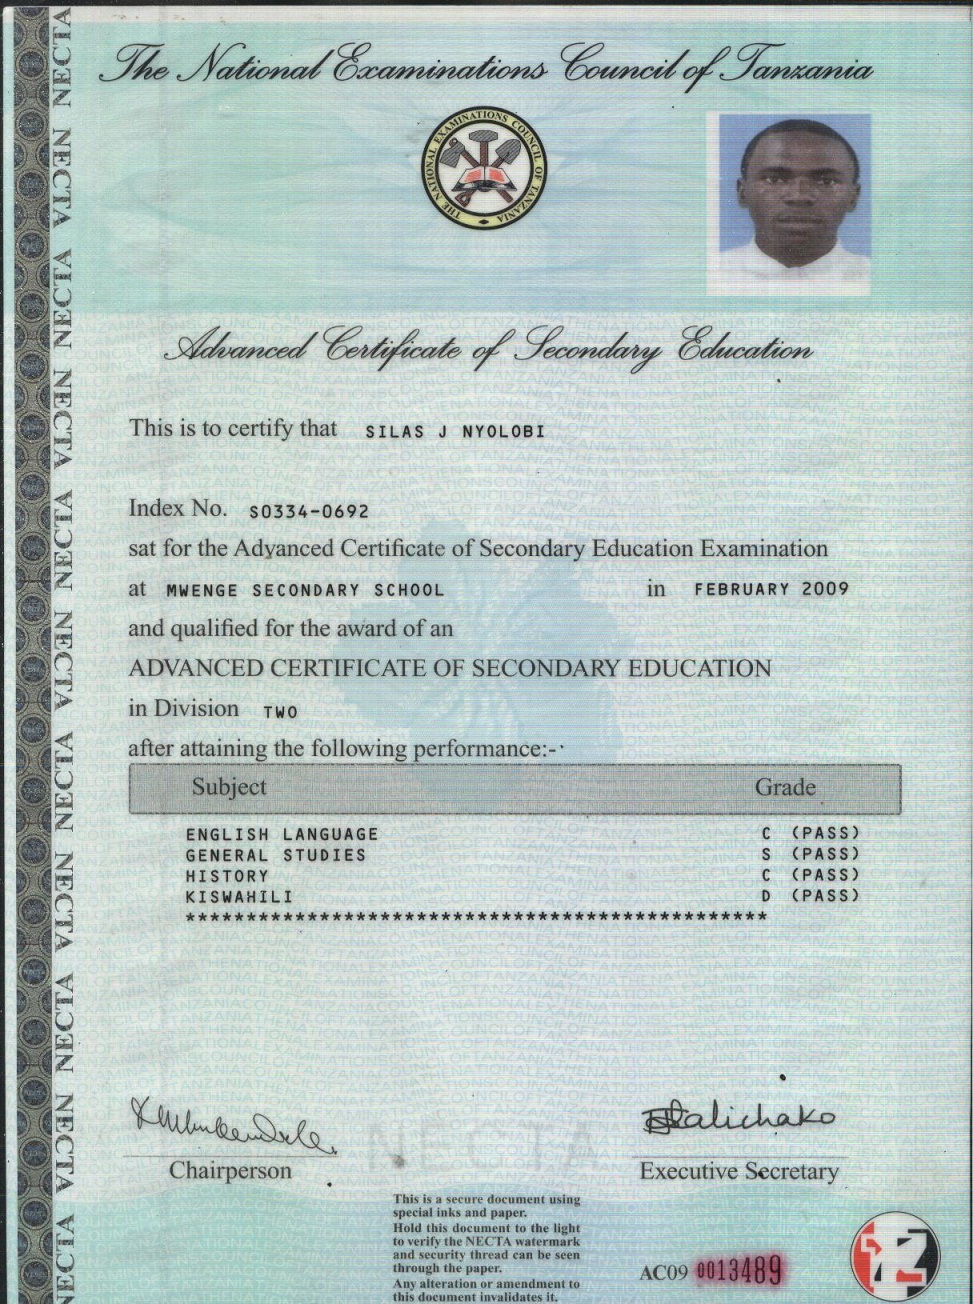 The National Examinations Council of Tanzania
THE NATIONAL EXAMINATIONS COUNCIL OF TANZANIA
Advanced Certificate of Secondary Education
This is to certify that SILAS J NYOLOBI
Index No. S0334-0692
sat for the Advanced Certificate of Secondary Education Examination
at MWENGE SECONDARY SCHOOL in FEBRUARY 2009
and qualified for the award of an
ADVANCED CERTIFICATE OF SECONDARY EDUCATION
in Division TWO
after attaining the following performance:-
Subject Grade
ENGLISH LANGUAGE C (PASS)
GENERAL STUDIES S (PASS)
HISTORY C (PASS)
KISWAHILI D (PASS)
************************************************
NECTA
Chairperson Executive Secretary
This is a secure document using
special inks and paper.
Hold this document to the light
to verify the NECTA watermark
and security thread can be seen
through the paper.
Any alteration or amendment to
this document invalidates it.
AC09 0013489
NECTA NECTA NECTA NECTA NECTA NECTA NECTA NECTA NECTA NECTA NECTA